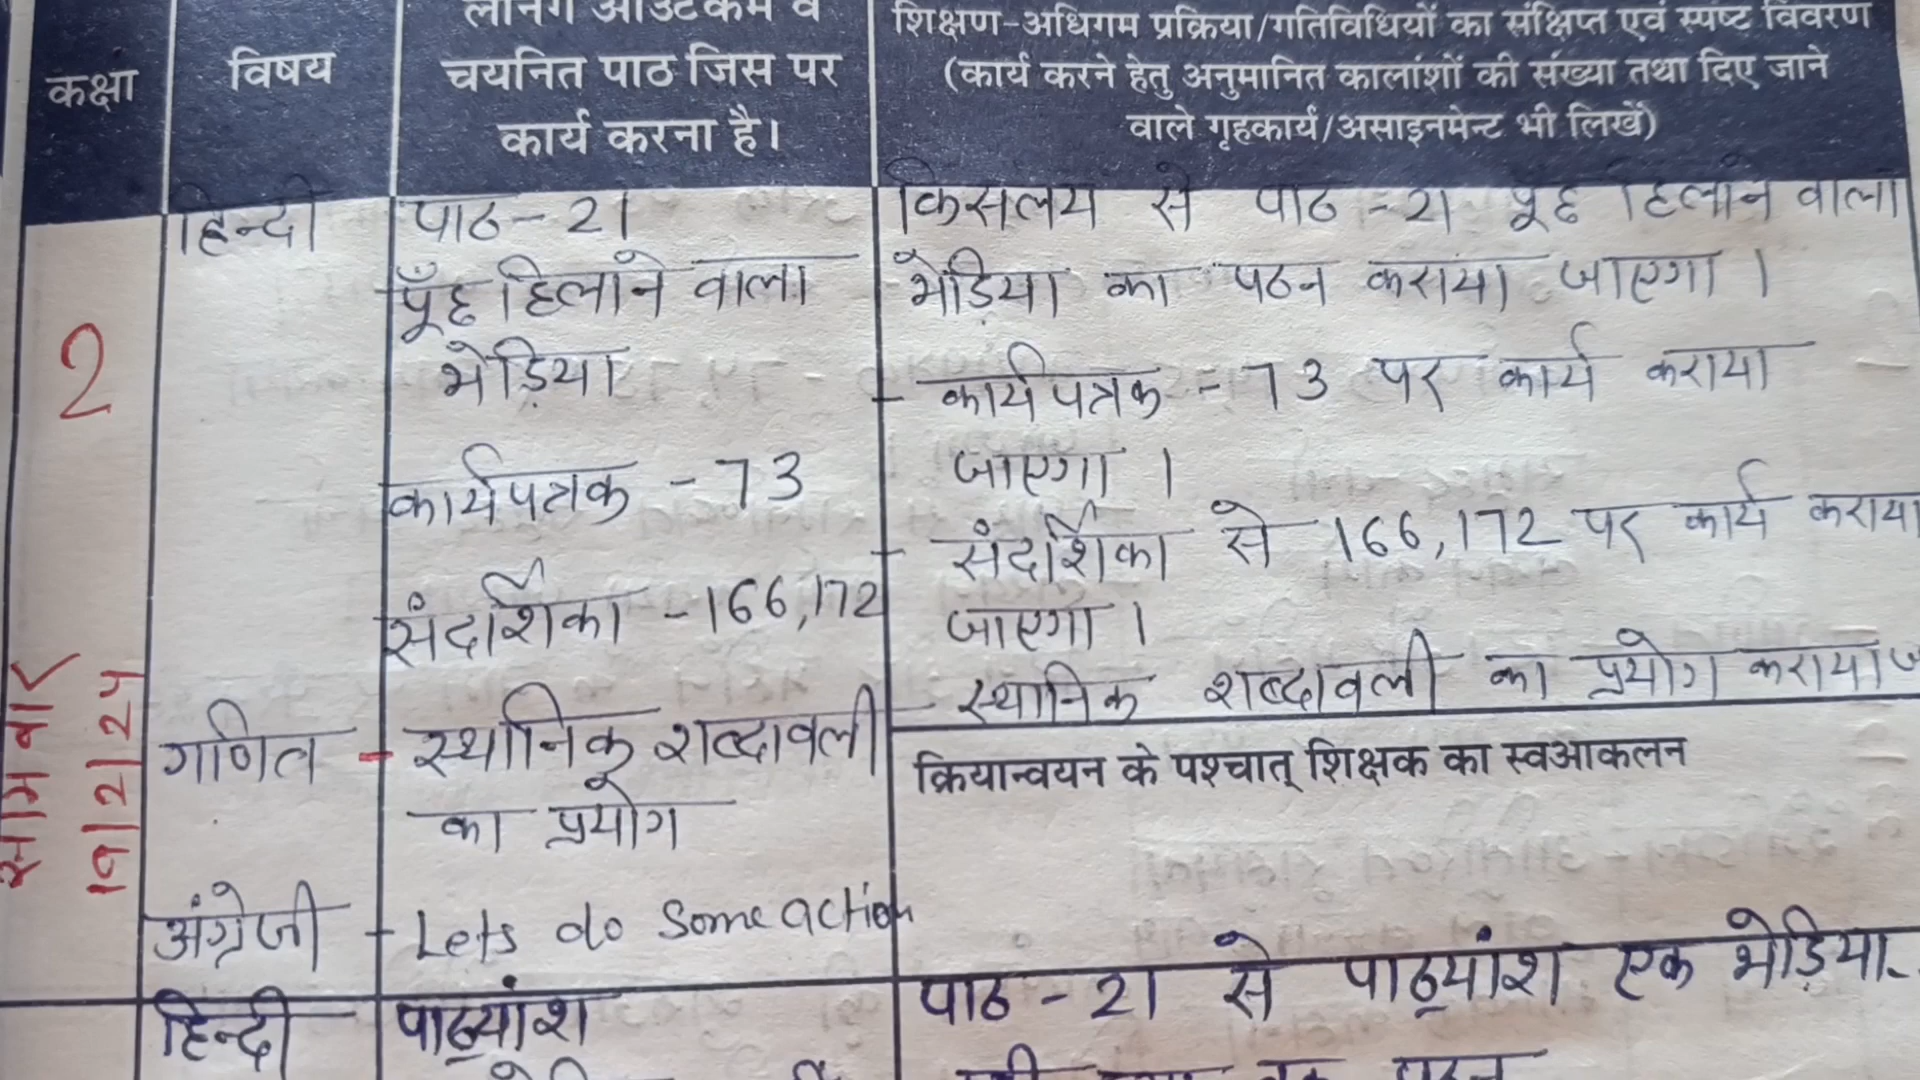 लर्निंग आउटकम व
चयनित पाठ जिस पर
कार्य करना है।
शिक्षण-अधिगम प्रक्रिया/गतिविधियों का संक्षिप्त एवं स्पष्ट विवरण
(कार्य करने हेतु अनुमानित कालांशों की संख्या तथा दिए जाने
वाले गृहकार्य/असाइनमेन्ट भी लिखें)
कक्षा
विषय
2
सोमवार
19/2/24
हिन्दी
पाठ - 21
पूँछ हिलाने वाला
भेड़िया
कार्यपत्रक - 73
संदर्शिका - 166,172
किसलय से पाठ - 21 पूछ हिलाने वाला
भेड़िया का पठन कराया जाएगा।
- कार्यपत्रक - 73 पर कार्य कराया
जाएगा।
- संदर्शिका से 166,172 पर कार्य कराया
जाएगा।
- स्थानिक शब्दावली का प्रयोग कराया
गणित - स्थानिक शब्दावली
का प्रयोग
क्रियान्वयन के पश्चात् शिक्षक का स्वआकलन
अंग्रेजी - Lets do some action
हिन्दी
पाठ्यांश
पाठ - 21 से पाठ्यांश एक भेड़िया